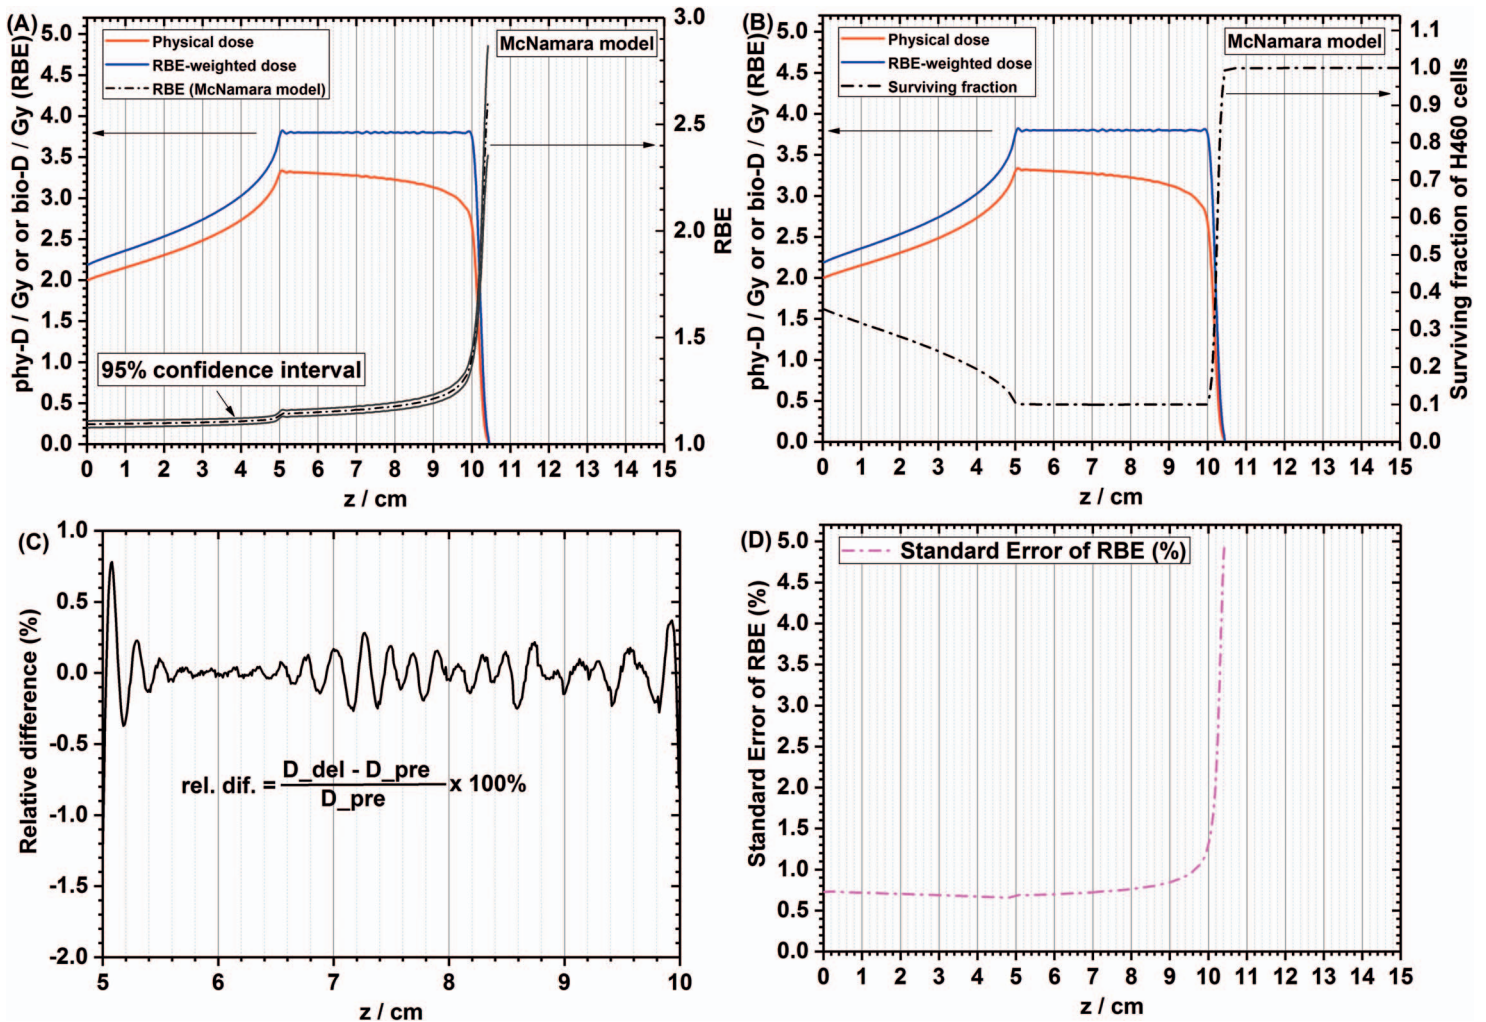 (A)
phy-D / Gy or or bio-D / Gy (RBE)
5.0
4.5
4.0
3.5
3.0
2.5
2.0
1.5
1.0
0.5
0.0
Physical dose
RBE-weighted dose
RBE (McNamara model)
McNamara model
95% confidence interval
3.0
2.5
2.0
1.5
1.0
RBE
0 1 2 3 4 5 6 7 8 9 10 11 12 13 14 15
z / cm
(B)
phy-D / Gy or or bio-D / Gy (RBE)
5.0
4.5
4.0
3.5
3.0
2.5
2.0
1.5
1.0
0.5
0.0
Physical dose
RBE-weighted dose
Surviving fraction
McNamara model
1.1
1.0
0.9
0.8
0.7
0.6
0.5
0.4
0.3
0.2
0.1
0.0
Surviving fraction of H460 cells
0 1 2 3 4 5 6 7 8 9 10 11 12 13 14 15
z / cm
(C)
Relative difference (%)
1.0
0.5
0.0
-0.5
-1.0
-1.5
-2.0
rel. dif. = D_del - D_pre x 100%
D_pre
5 6 7 8 9 10
z / cm
(D)
Standard Error of RBE (%)
5.0
4.5
4.0
3.5
3.0
2.5
2.0
1.5
1.0
0.5
0.0
Standard Error of RBE (%)
0 1 2 3 4 5 6 7 8 9 10 11 12 13 14 15
z / cm